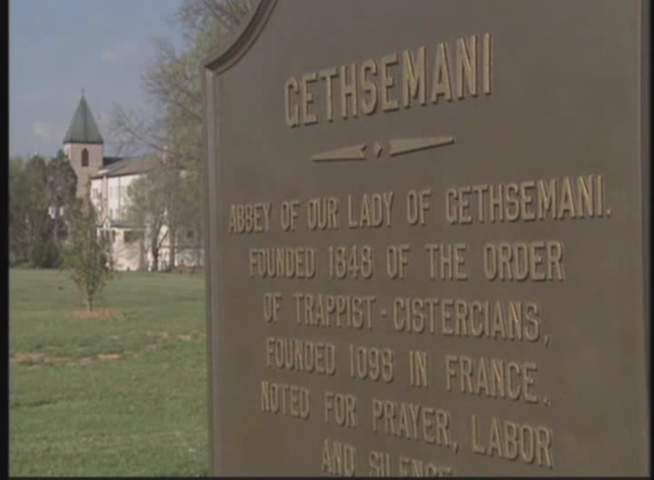 GETHSEMANI
ABBEY OF OUR LADY OF GETHSEMANI.
FOUNDED 1848 OF THE ORDER
OF TRAPPIST-CISTERCIANS,
FOUNDED 1098 IN FRANCE.
NOTED FOR PRAYER, LABOR
AND SILENCE